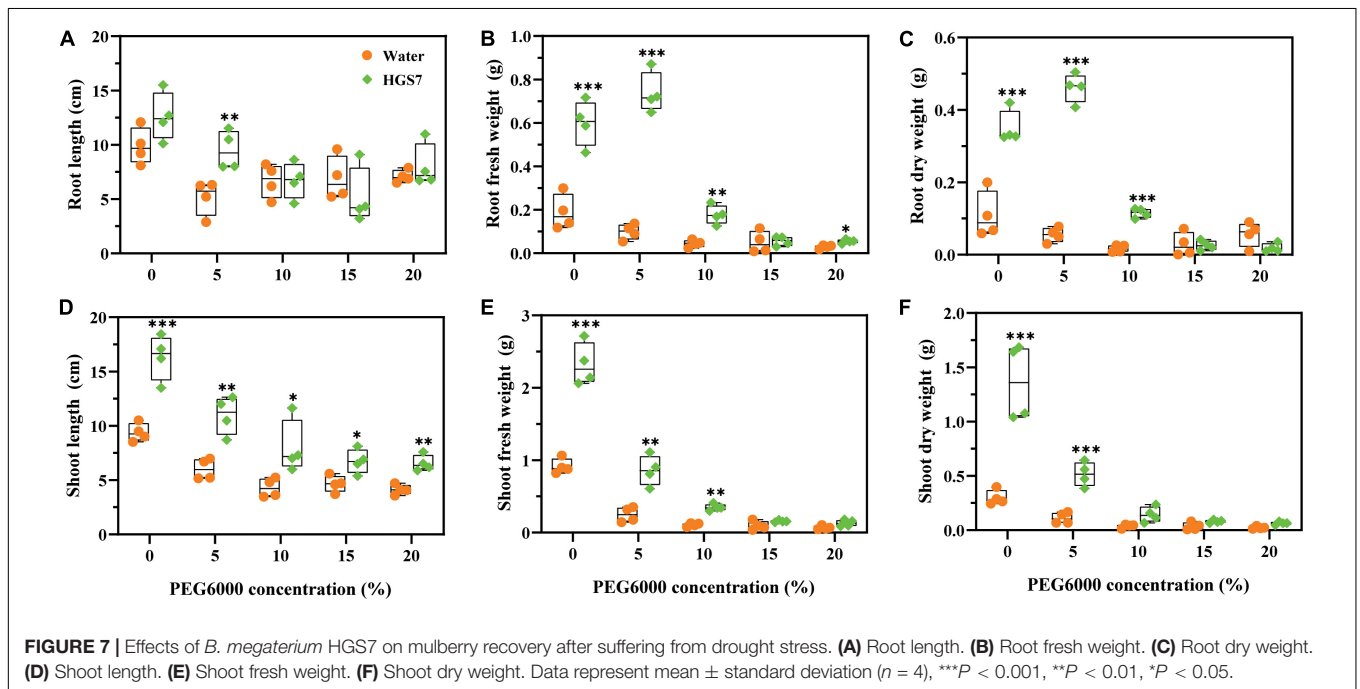 A
Root length (cm)
20
15
10
5
0
Water
HGS7
**
0 5 10 15 20
B
Root fresh weight (g)
1.0
0.8
0.6
0.4
0.2
0.0
***
***
**
*
0 5 10 15 20
C
Root dry weight (g)
0.6
0.4
0.2
0.0
***
***
***
0 5 10 15 20
D
Shoot length (cm)
20
15
10
5
0
***
**
*
*
**
0 5 10 15 20
PEG6000 concentration (%)
E
Shoot fresh weight (g)
3
2
1
0
***
**
**
0 5 10 15 20
PEG6000 concentration (%)
F
Shoot dry weight (g)
2.0
1.5
1.0
0.5
0.0
***
***
0 5 10 15 20
PEG6000 concentration (%)
FIGURE 7 | Effects of B. megaterium HGS7 on mulberry recovery after suffering from drought stress. (A) Root length. (B) Root fresh weight. (C) Root dry weight.
(D) Shoot length. (E) Shoot fresh weight. (F) Shoot dry weight. Data represent mean ± standard deviation (n = 4), ***P < 0.001, **P < 0.01, *P < 0.05.